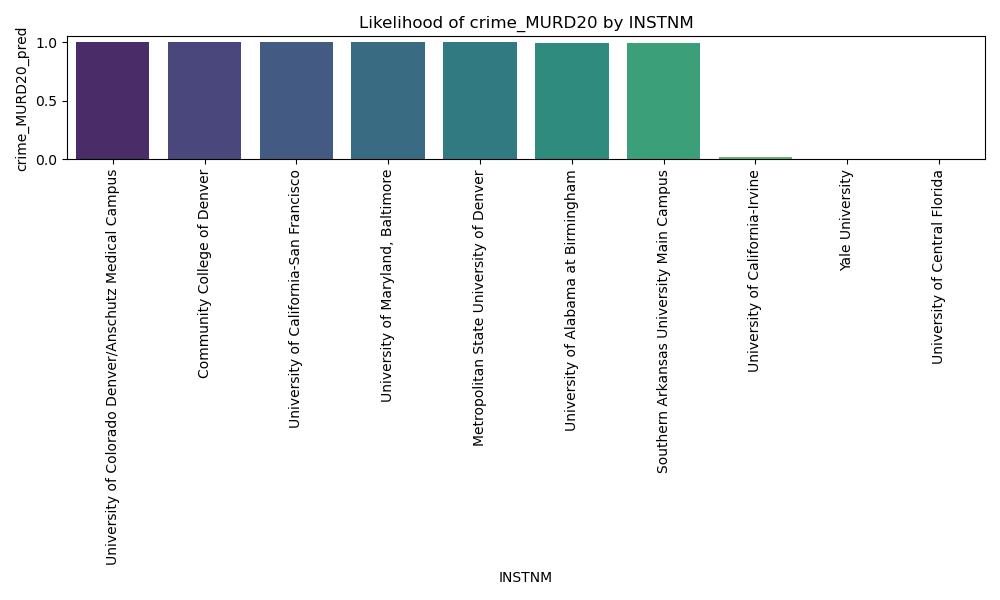 Likelihood of crime_MURD20 by INSTNM
crime_MURD20_pred
1.0
0.5
0.0
University of Colorado Denver/Anschutz Medical Campus
Community College of Denver
University of California-San Francisco
University of Maryland, Baltimore
Metropolitan State University of Denver
University of Alabama at Birmingham
Southern Arkansas University Main Campus
University of California-Irvine
Yale University
University of Central Florida
INSTNM